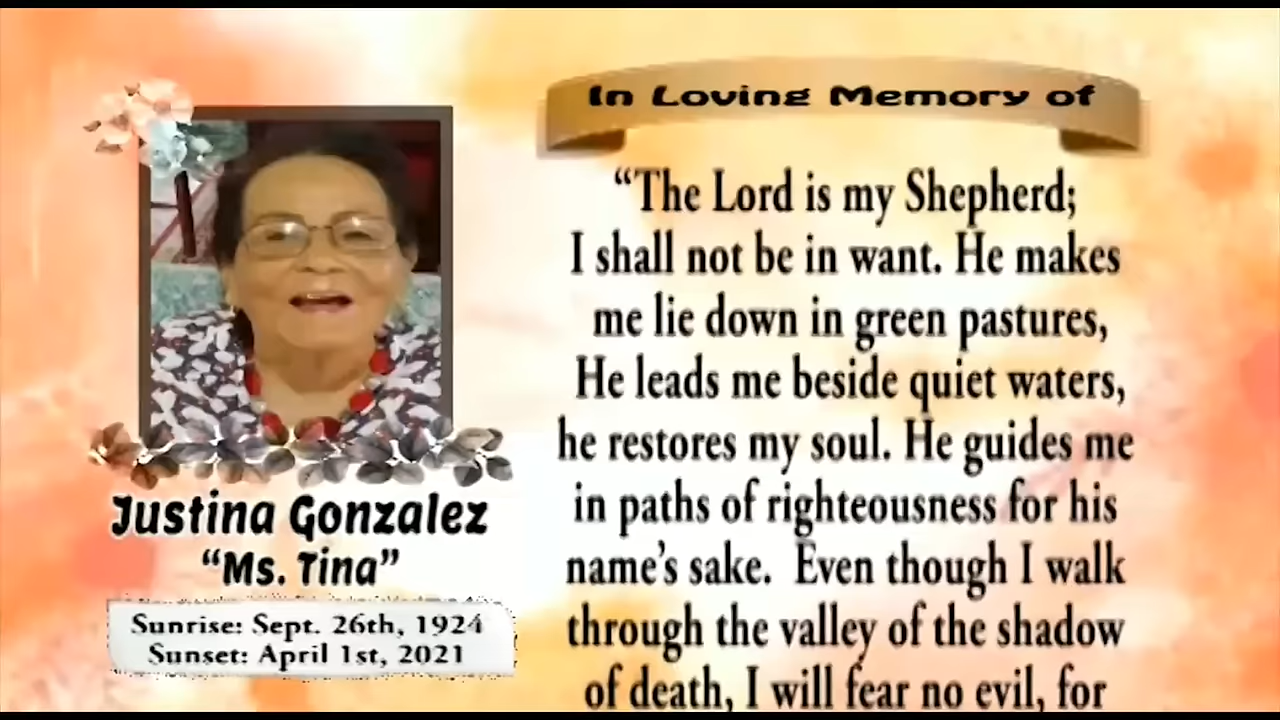 In Loving Memory of
“The Lord is my Shepherd;
I shall not be in want. He makes
me lie down in green pastures,
He leads me beside quiet waters,
he restores my soul. He guides me
in paths of righteousness for his
name’s sake. Even though I walk
through the valley of the shadow
of death, I will fear no evil, for
Justina Gonzalez
“Ms. Tina”
Sunrise: Sept. 26th, 1924
Sunset: April 1st, 2021